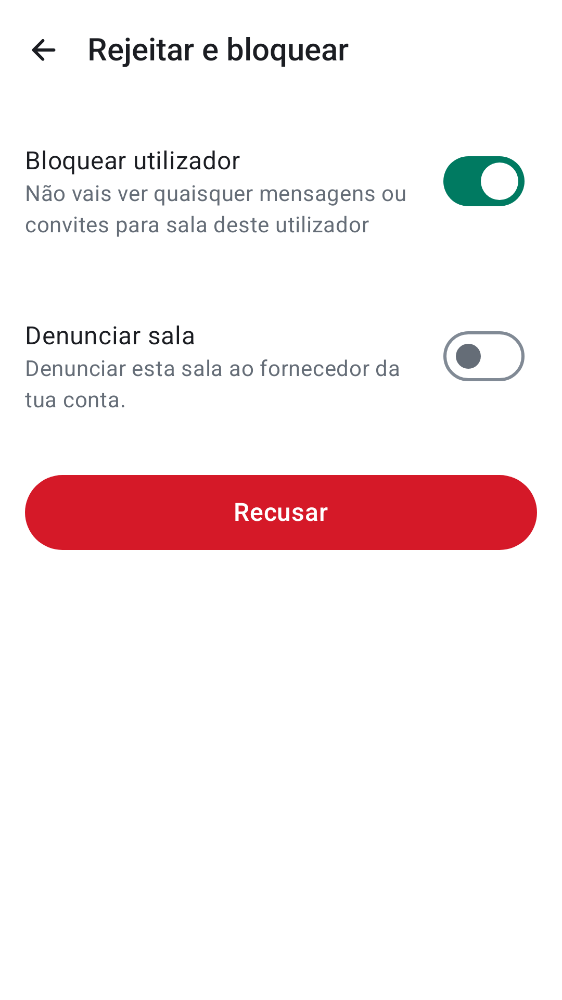 Rejeitar e bloquear
Bloquear utilizador
Não vais ver quaisquer mensagens ou
convites para sala deste utilizador
Denunciar sala
Denunciar esta sala ao fornecedor da
tua conta.
Recusar